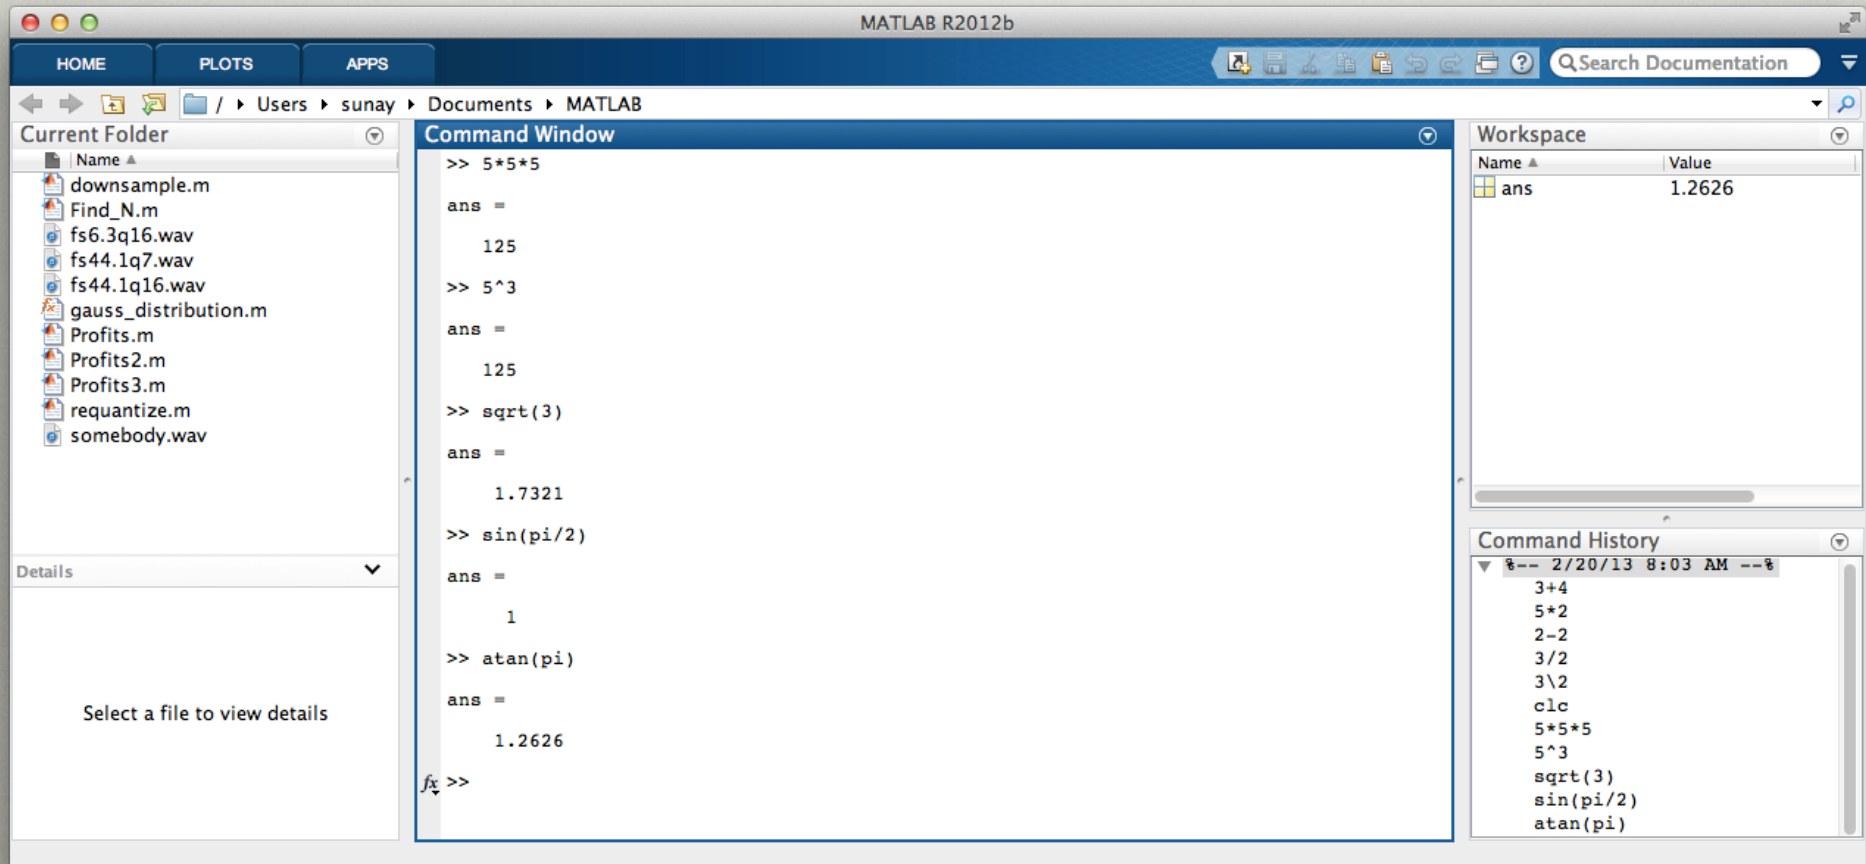 MATLAB R2012b
HOME PLOTS APPS
Search Documentation
/ Users sunay Documents MATLAB
Current Folder
Name
downsample.m
Find_N.m
fs6.3q16.wav
fs44.1q7.wav
fs44.1q16.wav
gauss_distribution.m
Profits.m
Profits2.m
Profits3.m
requantize.m
somebody.wav
Details
Select a file to view details
Command Window
>> 5*5*5
ans =
125
>> 5^3
ans =
125
>> sqrt(3)
ans =
1.7321
>> sin(pi/2)
ans =
1
>> atan(pi)
ans =
1.2626
fx >>
Workspace
Name Value
ans 1.2626
Command History
%-- 2/20/13 8:03 AM --%
3+4
5*2
2-2
3/2
3\2
clc
5*5*5
5^3
sqrt(3)
sin(pi/2)
atan(pi)